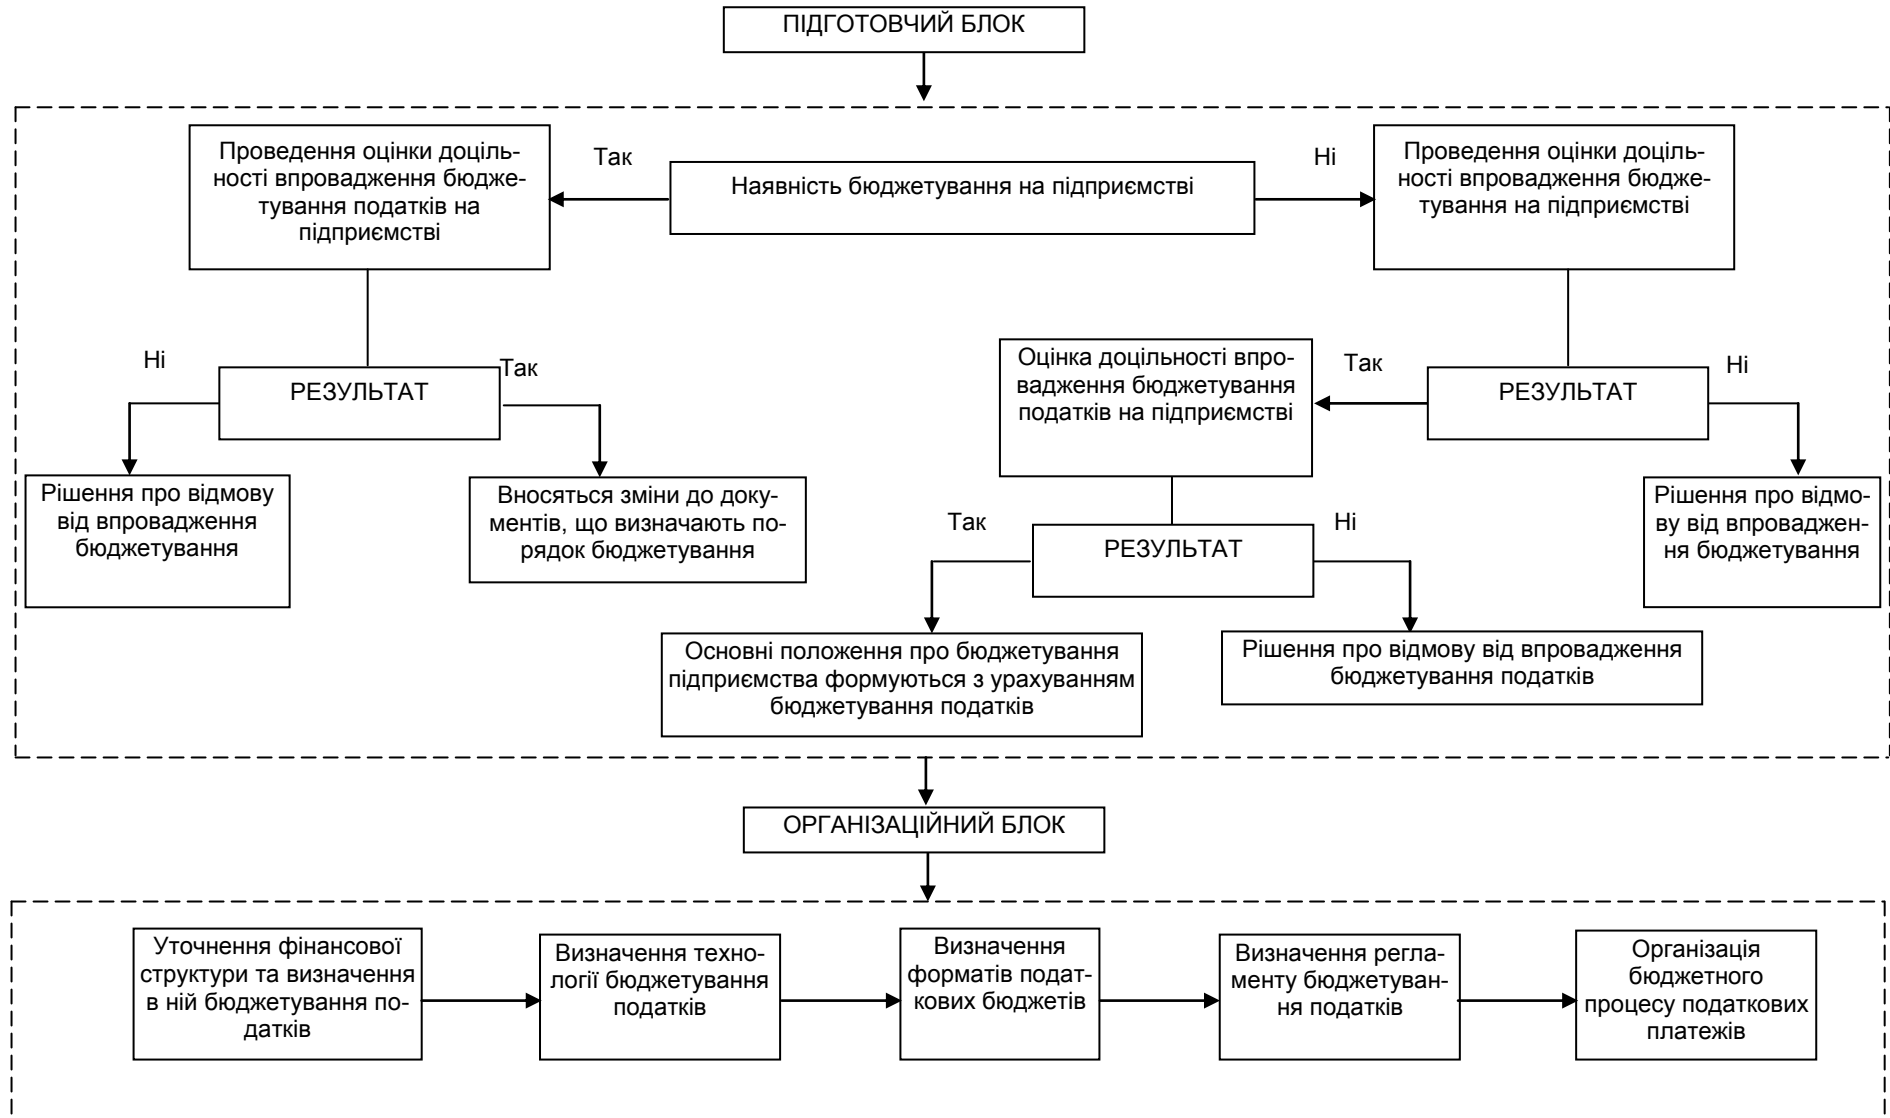 ПІДГОТОВЧИЙ БЛОК
Проведення оцінки доціль-
ності впровадження бюдже-
тування податків на
підприємстві
Так
Наявність бюджетування на підприємстві
Ні
Проведення оцінки доціль-
ності впровадження бюдже-
тування на підприємстві
Ні
РЕЗУЛЬТАТ
Так
Оцінка доцільності впро-
вадження бюджетування
податків на підприємстві
Так
РЕЗУЛЬТАТ
Ні
Рішення про відмову
від впровадження
бюджетування
Вносяться зміни до доку-
ментів, що визначають по-
рядок бюджетування
Так
РЕЗУЛЬТАТ
Ні
Рішення про відмо-
ву від впроваджен-
ня бюджетування
Основні положення про бюджетування
підприємства формуються з урахуванням
бюджетування податків
Рішення про відмову від впровадження
бюджетування податків
ОРГАНІЗАЦІЙНИЙ БЛОК
Уточнення фінансової
структури та визначення
в ній бюджетування по-
датків
Визначення техно-
логії бюджетування
податків
Визначення
форматів подат-
кових бюджетів
Визначення регла-
менту бюджетуван-
ня податків
Організація
бюджетного
процесу податкових
платежів